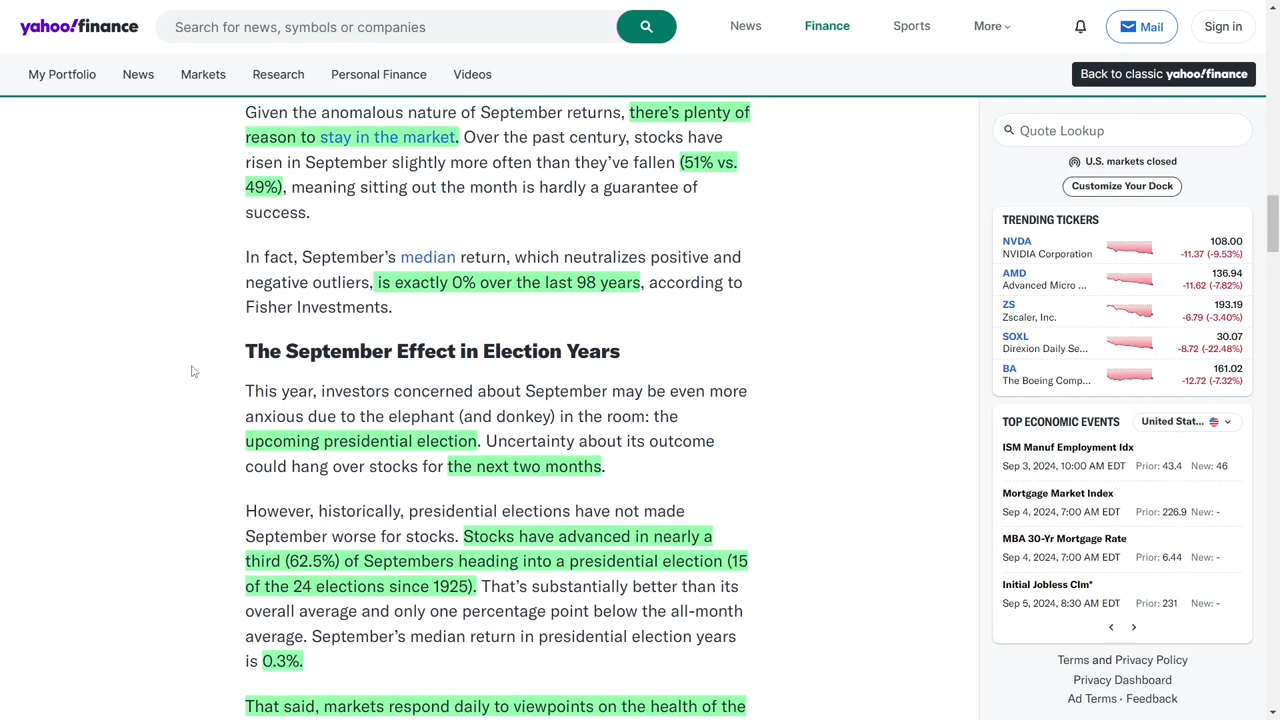 yahoo!finance
Search for news, symbols or companies
News
Finance
Sports
More
Mail
Sign in
My Portfolio
News
Markets
Research
Personal Finance
Videos
Back to classic yahoo!finance
Given the anomalous nature of September returns, there's plenty of
reason to stay in the market. Over the past century, stocks have
risen in September slightly more often than they've fallen (51% vs.
49%), meaning sitting out the month is hardly a guarantee of
success.
In fact, September's median return, which neutralizes positive and
negative outliers, is exactly 0% over the last 98 years, according to
Fisher Investments.
The September Effect in Election Years
This year, investors concerned about September may be even more
anxious due to the elephant (and donkey) in the room: the
upcoming presidential election. Uncertainty about its outcome
could hang over stocks for the next two months.
However, historically, presidential elections have not made
September worse for stocks. Stocks have advanced in nearly a
third (62.5%) of Septembers heading into a presidential election (15
of the 24 elections since 1925). That's substantially better than its
overall average and only one percentage point below the all-month
average. September's median return in presidential election years
is 0.3%.
That said, markets respond daily to viewpoints on the health of the
Quote Lookup
U.S. markets closed
Customize Your Dock
TRENDING TICKERS
NVDA 108.00
NVIDIA Corporation -11.37 (-9.53%)
AMD 136.94
Advanced Micro ... -11.62 (-7.82%)
ZS 193.19
Zscaler, Inc. -6.79 (-3.40%)
SOXL 30.07
Direxion Daily Se... -8.72 (-22.48%)
BA 161.02
The Boeing Comp... -12.72 (-7.32%)
TOP ECONOMIC EVENTS United Stat...
ISM Manuf Employment Idx
Sep 3, 2024, 10:00 AM EDT Prior: 43.4 New: 46
Mortgage Market Index
Sep 4, 2024, 7:00 AM EDT Prior: 226.9 New: -
MBA 30-Yr Mortgage Rate
Sep 4, 2024, 7:00 AM EDT Prior: 6.44 New: -
Initial Jobless Clm*
Sep 5, 2024, 8:30 AM EDT Prior: 231 New: -
Terms and Privacy Policy
Privacy Dashboard
Ad Terms · Feedback